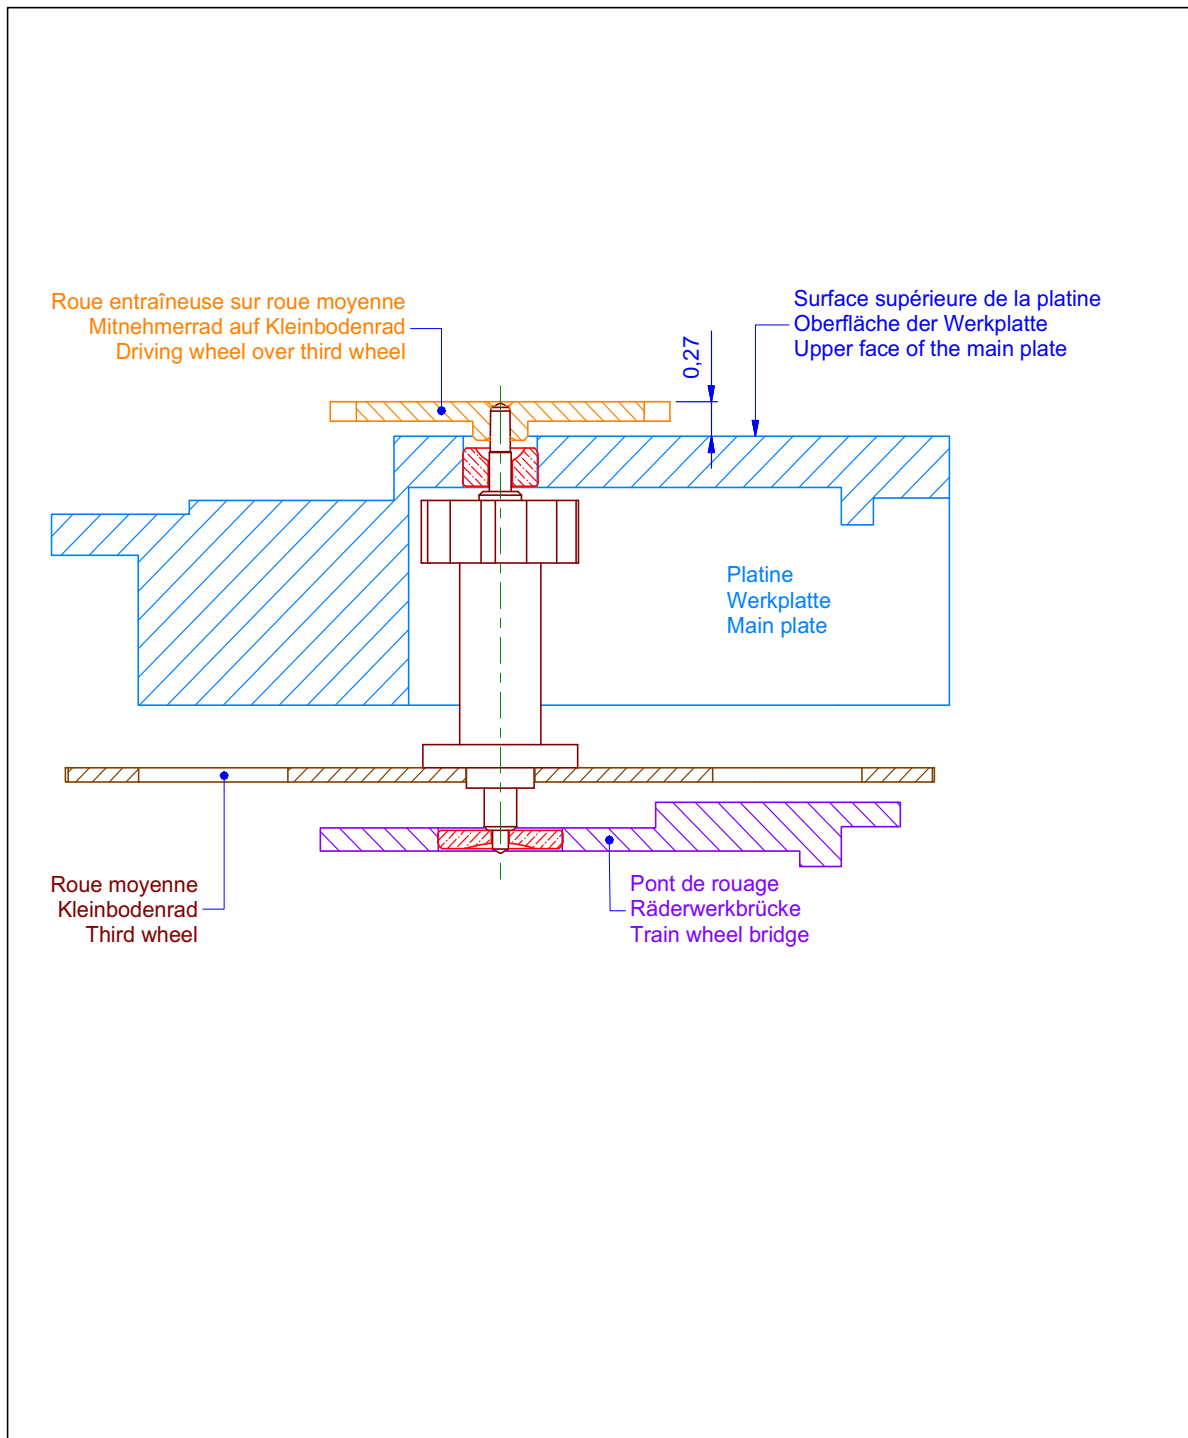 Roue entraîneuse sur roue moyenne
Mitnehmerrad auf Kleinbodenrad
Driving wheel over third wheel
0,27
Surface supérieure de la platine
Oberfläche der Werkplatte
Upper face of the main plate
Platine
Werkplatte
Main plate
Roue moyenne
Kleinbodenrad
Third wheel
Pont de rouage
Räderwerkbrücke
Train wheel bridge